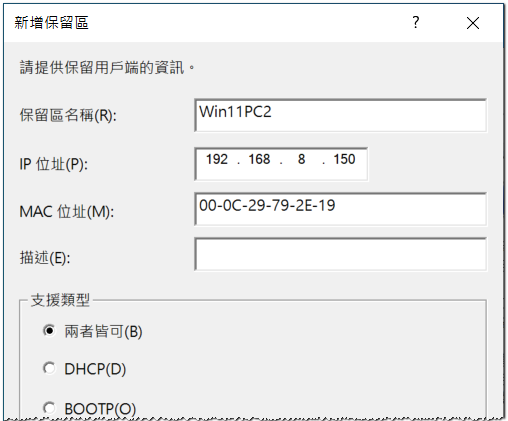 新增保留區 ?
請提供保留用戶端的資訊。
保留區名稱(R): Win11PC2
IP 位址(P): 192 . 168 . 8 . 150
MAC 位址(M): 00-0C-29-79-2E-19
描述(E):
支援類型
兩者皆可(B)
DHCP(D)
BOOTP(O)